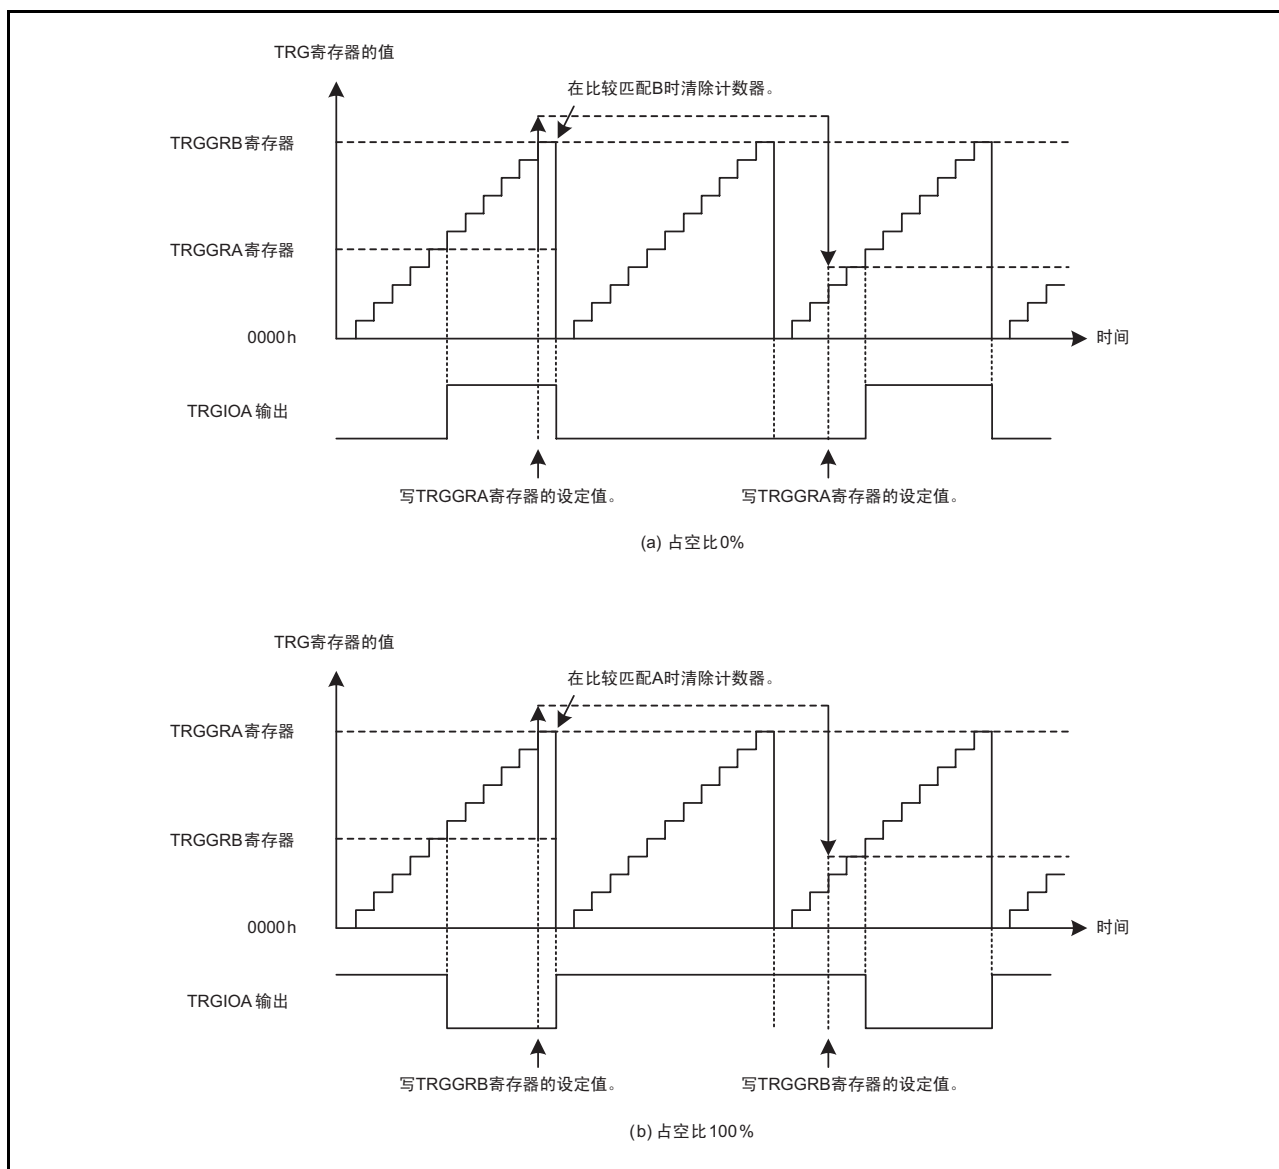 TRG寄存器的值
在比较匹配B时清除计数器。
TRGGRB寄存器
TRGGRA寄存器
0000h
时间
TRGIOA 输出
写TRGGRA寄存器的设定值。
写TRGGRA寄存器的设定值。
(a) 占空比0%
TRG寄存器的值
在比较匹配A时清除计数器。
TRGGRA寄存器
TRGGRB寄存器
0000h
时间
TRGIOA 输出
写TRGGRB寄存器的设定值。
写TRGGRB寄存器的设定值。
(b) 占空比100%